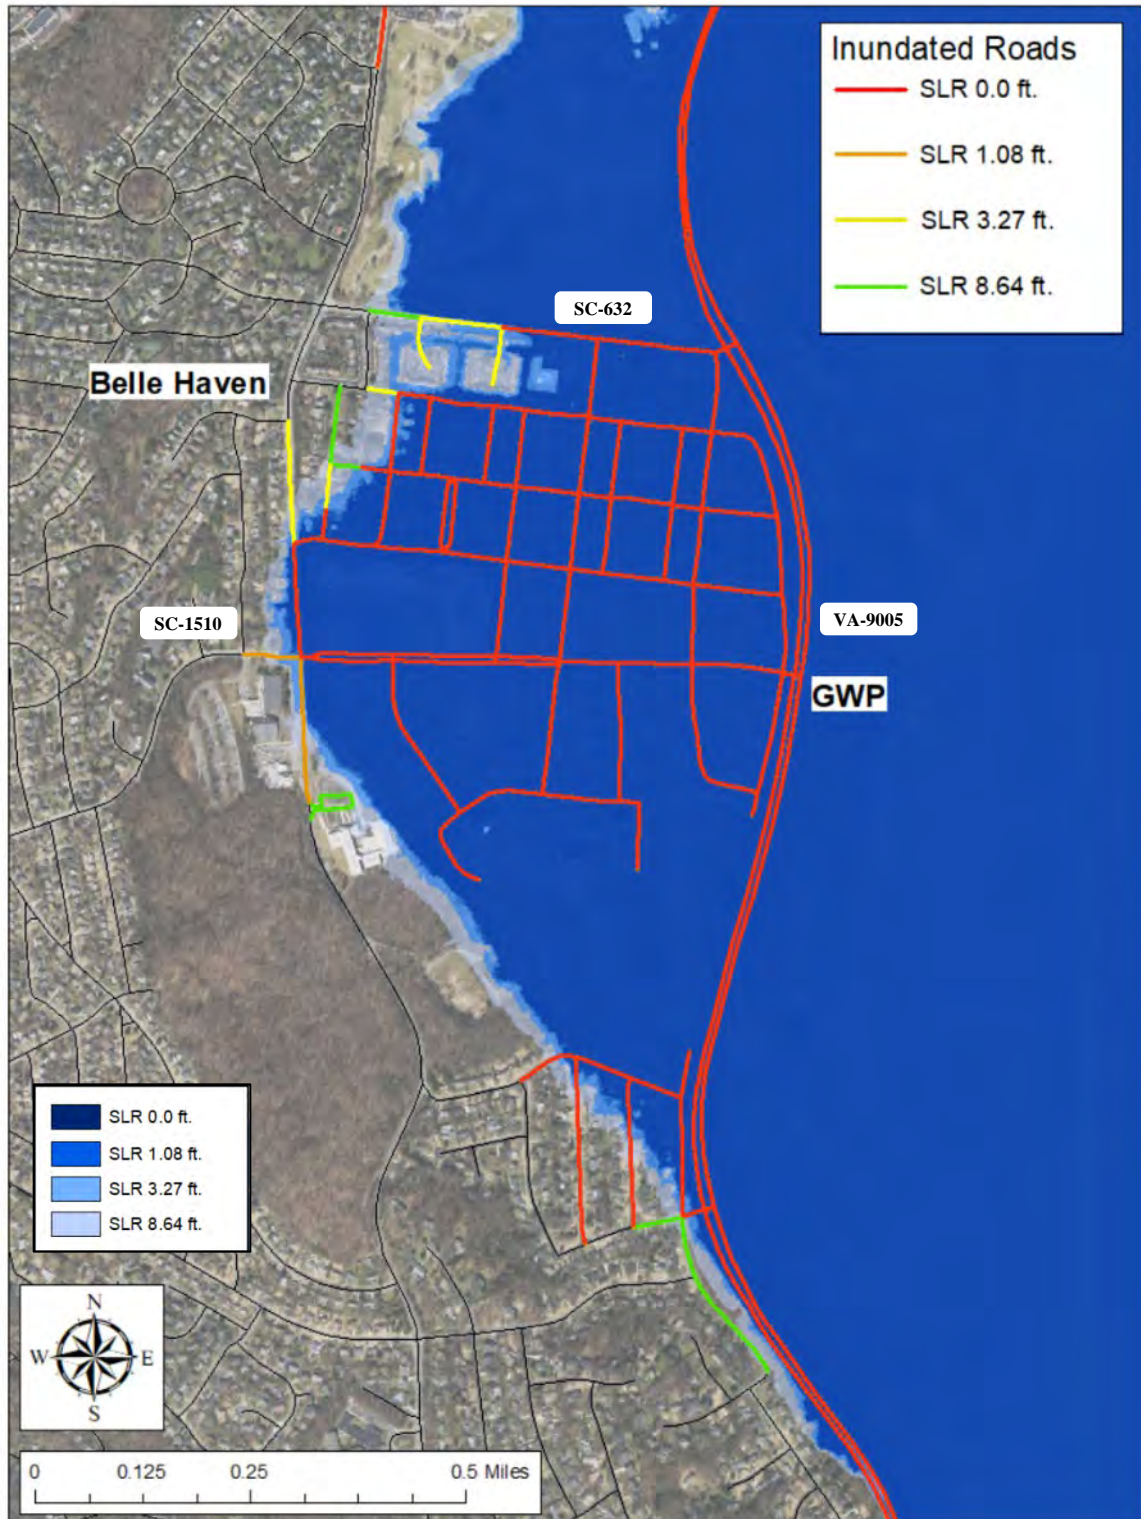 Inundated Roads
SLR 0.0 ft.
SLR 1.08 ft.
SLR 3.27 ft.
SLR 8.64 ft.
SC-632
Belle Haven
SC-1510
VA-9005
GWP
SLR 0.0 ft.
SLR 1.08 ft.
SLR 3.27 ft.
SLR 8.64 ft.
N
W E
S
0 0.125 0.25 0.5 Miles